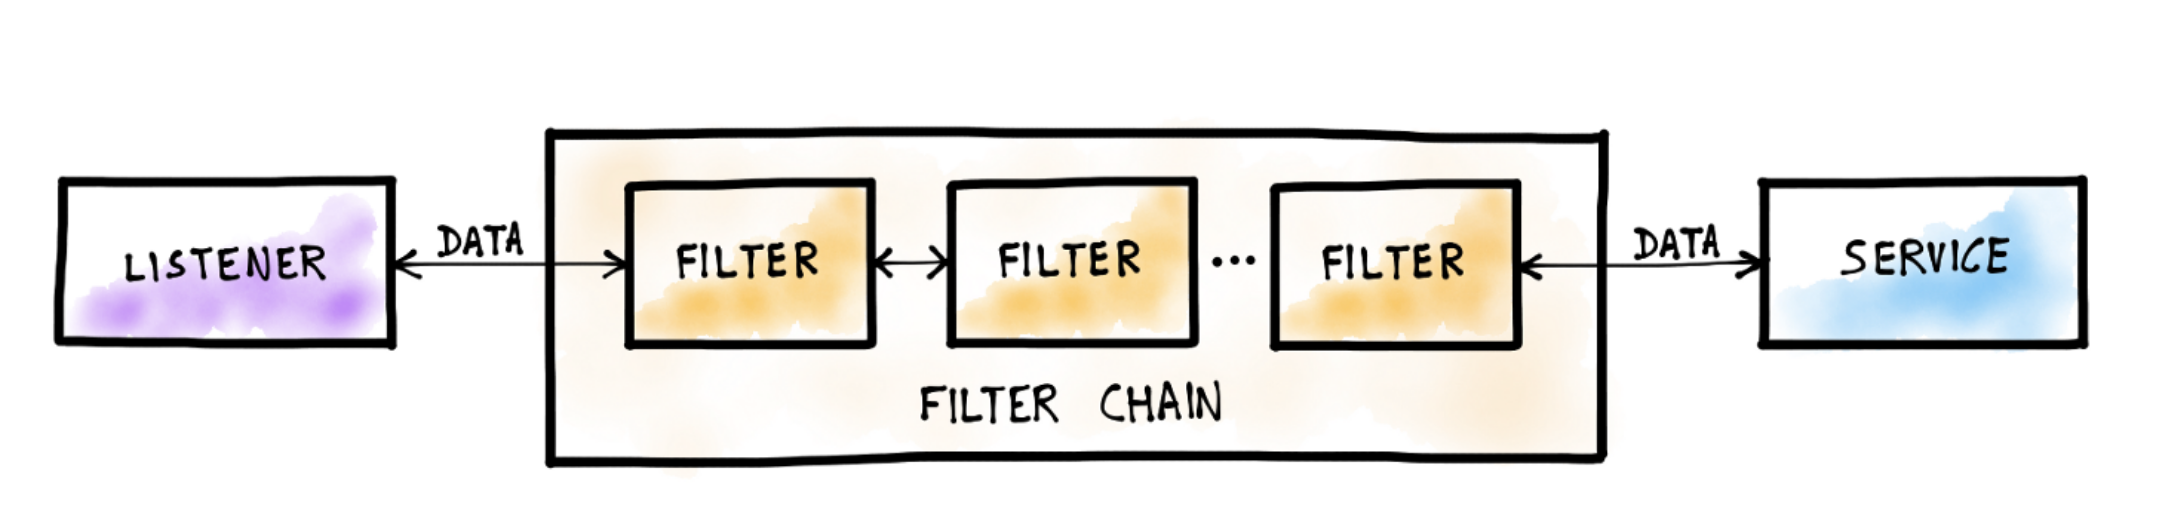 LISTENER
DATA
FILTER
FILTER
...
FILTER
DATA
SERVICE
FILTER CHAIN